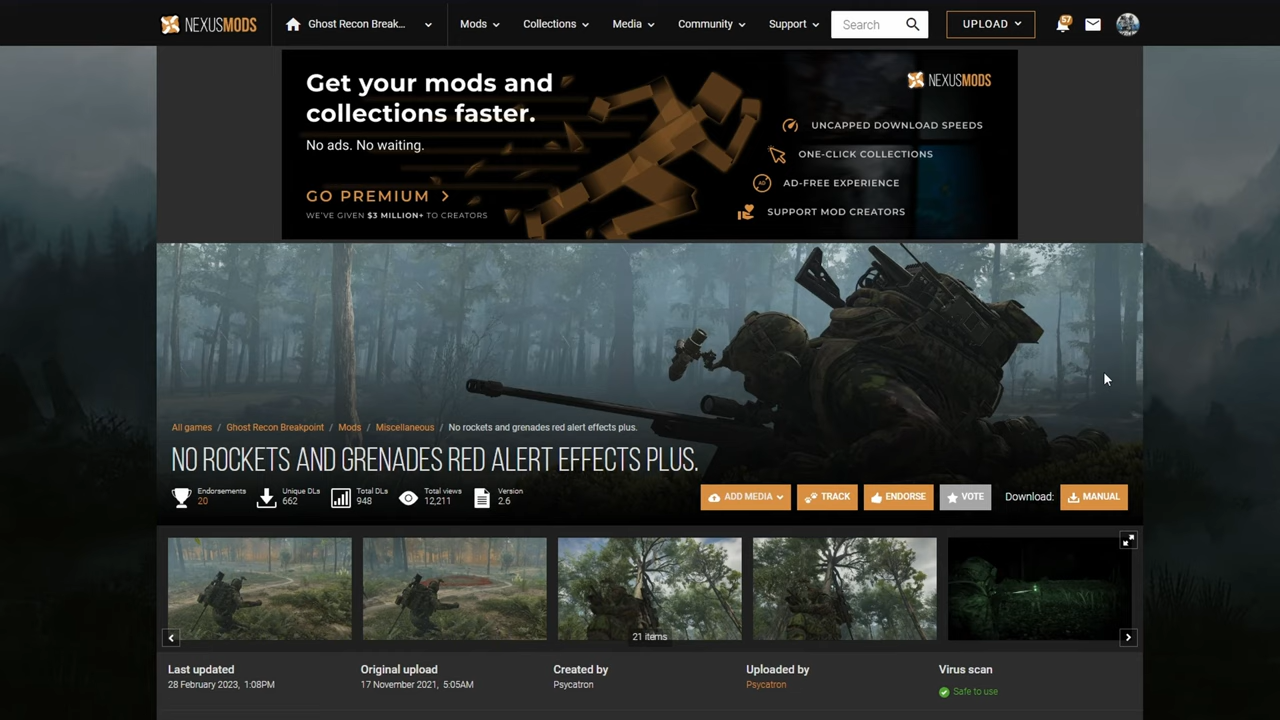 NEXUSMODS
Ghost Recon Break...
Mods
Collections
Media
Community
Support
Search
UPLOAD
57
Get your mods and
collections faster.
No ads. No waiting.
GO PREMIUM
WE'VE GIVEN $3 MILLION+ TO CREATORS
NEXUSMODS
UNCAPPED DOWNLOAD SPEEDS
ONE-CLICK COLLECTIONS
AD
AD-FREE EXPERIENCE
SUPPORT MOD CREATORS
All games / Ghost Recon Breakpoint / Mods / Miscellaneous / No rockets and grenades red alert effects plus.
NO ROCKETS AND GRENADES RED ALERT EFFECTS PLUS.
Endorsements
20
Unique DLs
662
Total DLs
948
Total views
12,211
Version
2.6
ADD MEDIA
TRACK
ENDORSE
VOTE
Download:
MANUAL
21 items
Last updated
28 February 2023, 1:08PM
Original upload
17 November 2021, 5:05AM
Created by
Psycatron
Uploaded by
Psycatron
Virus scan
Safe to use